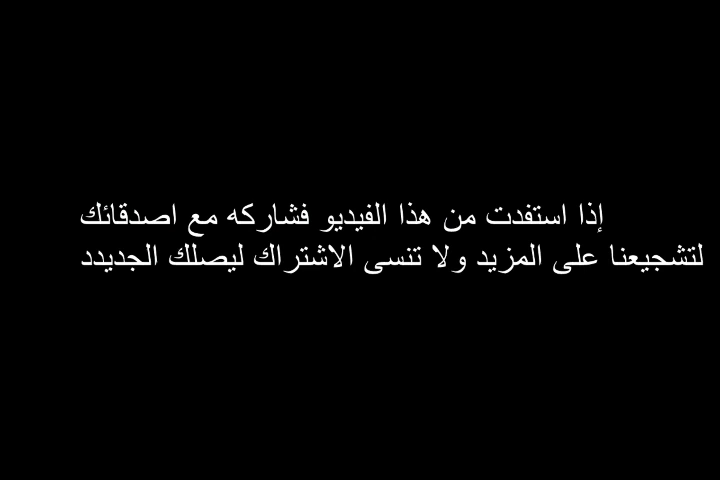 إذا استفدت من هذا الفيديو فشاركه مع اصدقائك
لتشجيعنا على المزيد ولا تنسى الاشتراك ليصلك الجديدد